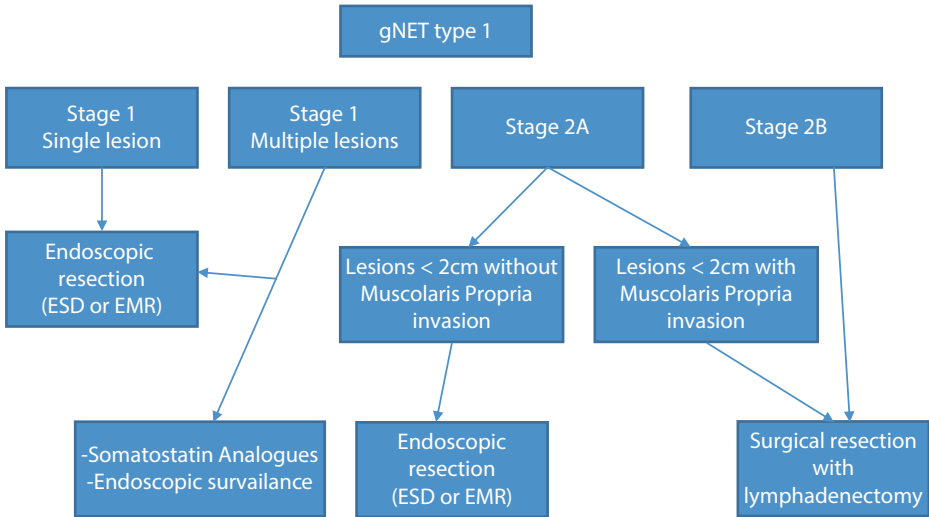 gNET type 1
Stage 1
Single lesion
Stage 1
Multiple lesions
Stage 2A
Stage 2B
Endoscopic
resection
(ESD or EMR)
Lesions < 2cm without
Muscolaris Propria
invasion
Lesions < 2cm with
Muscolaris Propria
invasion
-Somatostatin Analogues
-Endoscopic survailance
Endoscopic
resection
(ESD or EMR)
Surgical resection
with
lymphadenectomy